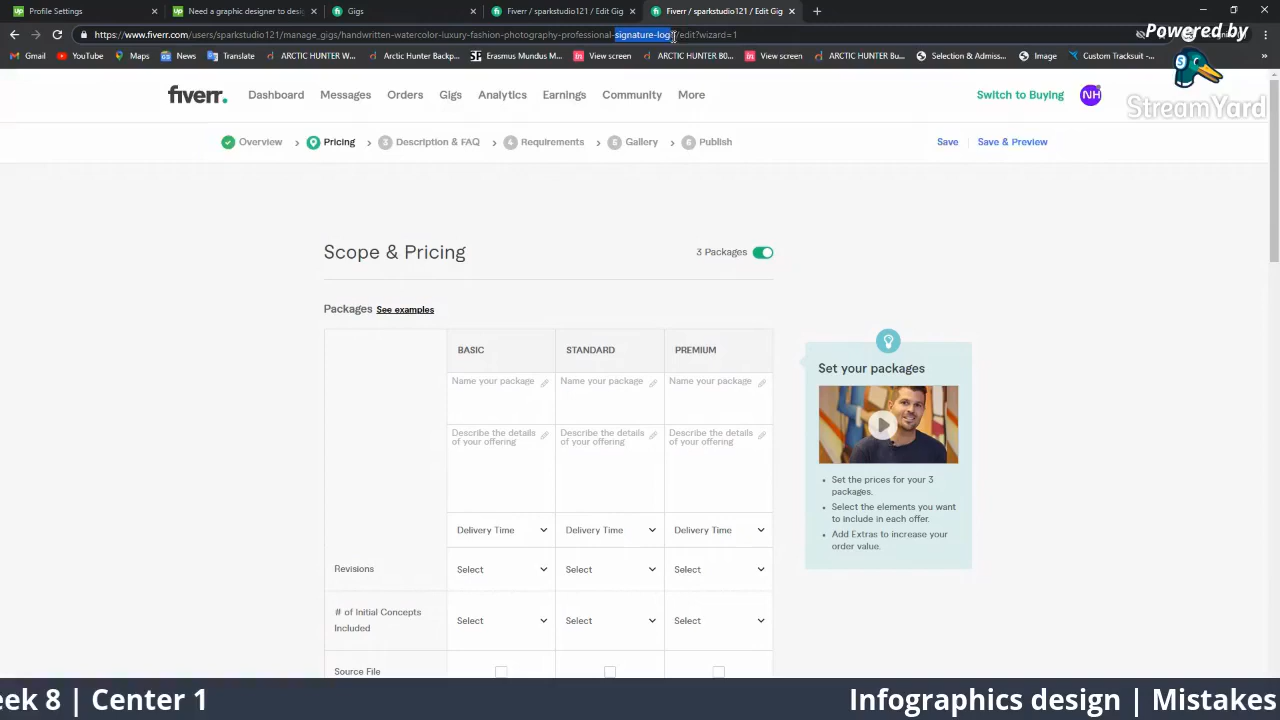 Profile Settings
Need a graphic designer to desig
Gigs
Fiverr / sparkstudio121 / Edit Gig
Fiverr / sparkstudio121 / Edit Gig
https://www.fiverr.com/users/sparkstudio121/manage_gigs/handwritten-watercolor-luxury-fashion-photography-professional-signature-log/edit?wizard=1
Gmail
YouTube
Maps
News
Translate
ARCTIC HUNTER - D
Arctic Hunter Backp...
Erasmus Mundus M...
View screen
ARCTIC HUNTER B0...
View screen
ARCTIC HUNTER Bu...
Selection & Admiss...
Image
Custom Tracksuit -...
Powered by
StreamYard
fiverr.
Dashboard
Messages
Orders
Gigs
Analytics
Earnings
Community
More
Switch to Buying
NH
Overview
Pricing
3 Description & FAQ
4 Requirements
5 Gallery
6 Publish
Save
Save & Preview
Scope & Pricing
3 Packages
Packages See examples
BASIC
STANDARD
PREMIUM
Name your package
Name your package
Name your package
Describe the details
of your offering
Describe the details
of your offering
Describe the details
of your offering
Delivery Time
Delivery Time
Delivery Time
Revisions
Select
Select
Select
# of Initial Concepts
Included
Select
Select
Select
Source File
Set your packages
Set the prices for your 3
packages.
Select the elements you want
to include in each offer.
Add Extras to increase your
order value.
eek 8 | Center 1
Infographics design | Mistakes